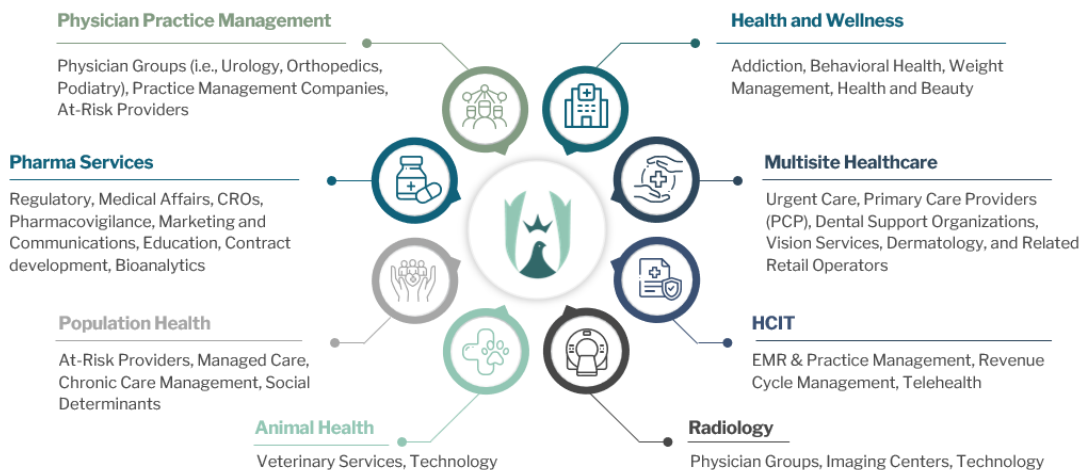 Physician Practice Management
Physician Groups (i.e., Urology, Orthopedics,
Podiatry), Practice Management Companies,
At-Risk Providers
Health and Wellness
Addiction, Behavioral Health, Weight
Management, Health and Beauty
Pharma Services
Regulatory, Medical Affairs, CROs,
Pharmacovigilance, Marketing and
Communications, Education, Contract
development, Bioanalytics
Multisite Healthcare
Urgent Care, Primary Care Providers
(PCP), Dental Support Organizations,
Vision Services, Dermatology, and Related
Retail Operators
Population Health
At-Risk Providers, Managed Care,
Chronic Care Management, Social
Determinants
HCIT
EMR & Practice Management, Revenue
Cycle Management, Telehealth
Animal Health
Veterinary Services, Technology
Radiology
Physician Groups, Imaging Centers, Technology